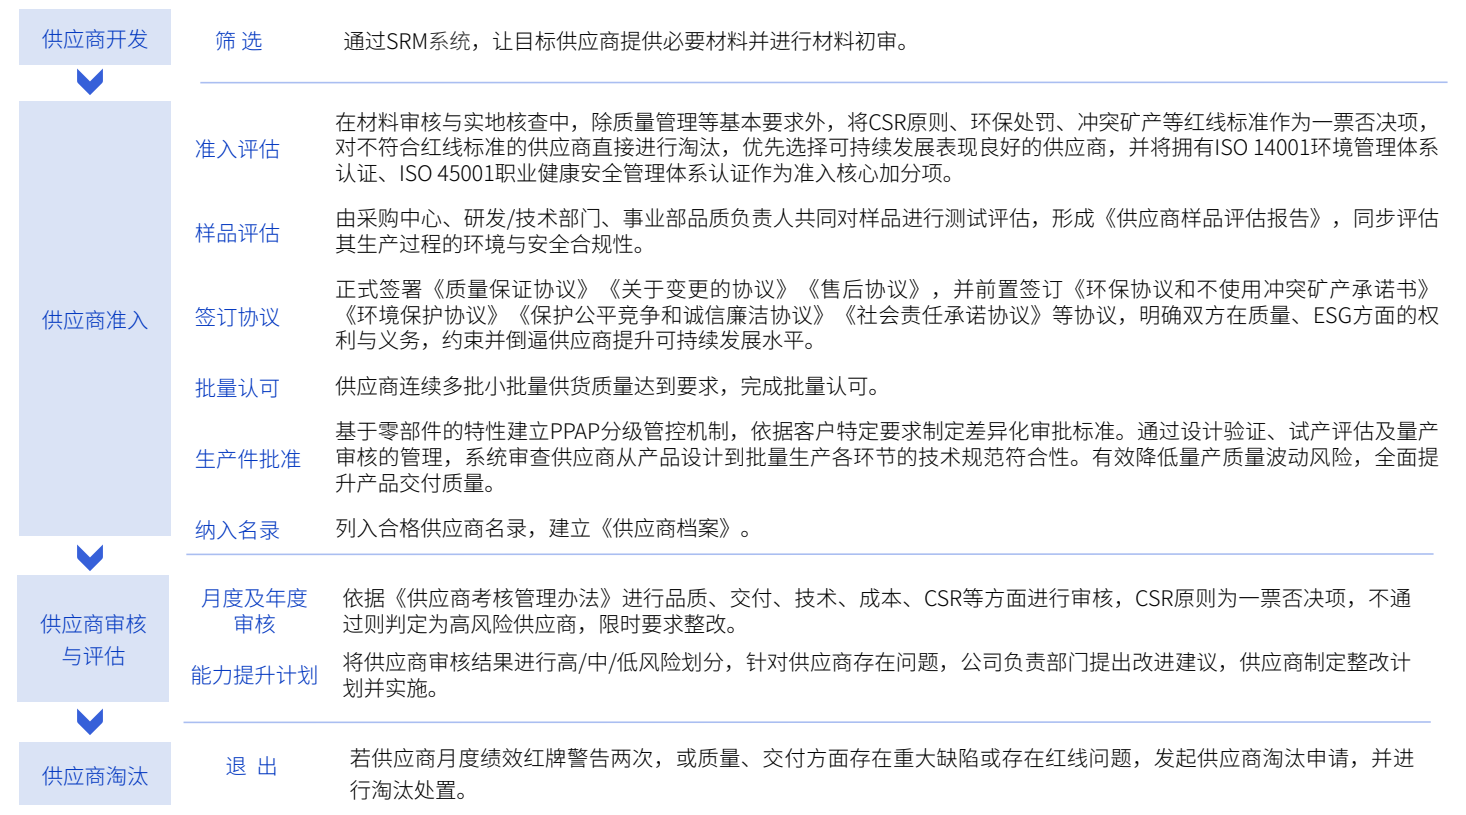 供应商开发
筛 选
通过SRM系统，让目标供应商提供必要材料并进行材料初审。
供应商准入
准入评估
在材料审核与实地核查中，除质量管理等基本要求外，将CSR原则、环保处罚、冲突矿产等红线标准作为一票否决项，
对不符合红线标准的供应商直接进行淘汰，优先选择可持续发展表现良好的供应商，并将拥有ISO 14001环境管理体系
认证、ISO 45001职业健康安全管理体系认证作为准入核心加分项。
样品评估
由采购中心、研发/技术部门、事业部品质负责人共同对样品进行测试评估，形成《供应商样品评估报告》，同步评估
其生产过程的环境与安全合规性。
签订协议
正式签署《质量保证协议》《关于变更的协议》《售后协议》，并前置签订《环保协议和不使用冲突矿产承诺书》
《环境保护协议》《保护公平竞争和诚信廉洁协议》《社会责任承诺协议》等协议，明确双方在质量、ESG方面的权
利与义务，约束并倒逼供应商提升可持续发展水平。
批量认可
供应商连续多批小批量供货质量达到要求，完成批量认可。
生产件批准
基于零部件的特性建立PPAP分级管控机制，依据客户特定要求制定差异化审批标准。通过设计验证、试产评估及量产
审核的管理，系统审查供应商从产品设计到批量生产各环节的技术规范符合性。有效降低量产质量波动风险，全面提
升产品交付质量。
纳入名录
列入合格供应商名录，建立《供应商档案》。
供应商审核
与评估
月度及年度
审核
依据《供应商考核管理办法》进行品质、交付、技术、成本、CSR等方面进行审核，CSR原则为一票否决项，不通
过则判定为高风险供应商，限时要求整改。
能力提升计划
将供应商审核结果进行高/中/低风险划分，针对供应商存在问题，公司负责部门提出改进建议，供应商制定整改计
划并实施。
供应商淘汰
退 出
若供应商月度绩效红牌警告两次，或质量、交付方面存在重大缺陷或存在红线问题，发起供应商淘汰申请，并进
行淘汰处置。